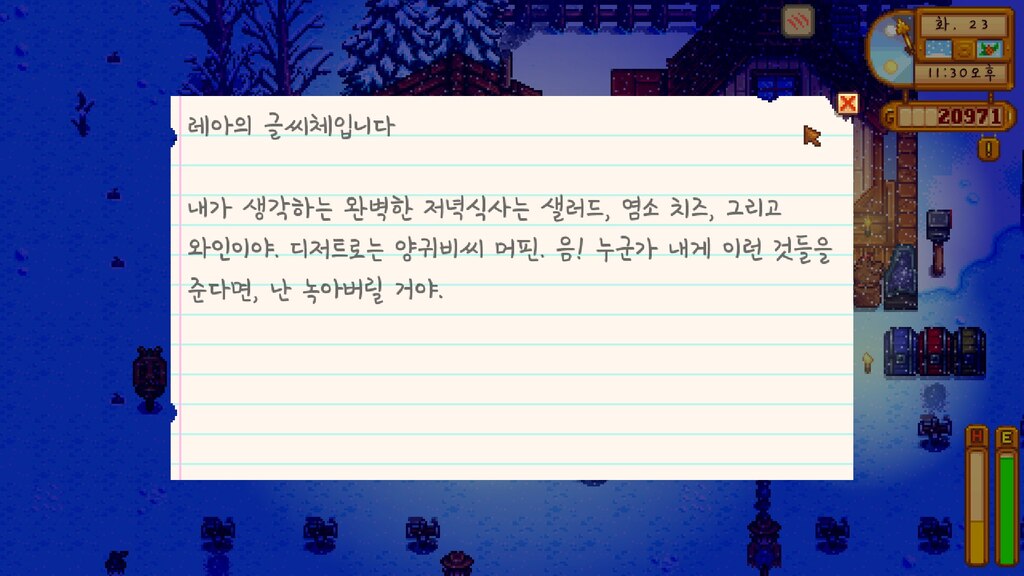 화. 23
11:30오후
G 20971
레아의 글씨체입니다
내가 생각하는 완벽한 저녁식사는 샐러드, 염소 치즈, 그리고
와인이야. 디저트로는 양귀비씨 머핀. 음! 누군가 내게 이런 것들을
준다면, 난 녹아버릴 거야.
H E